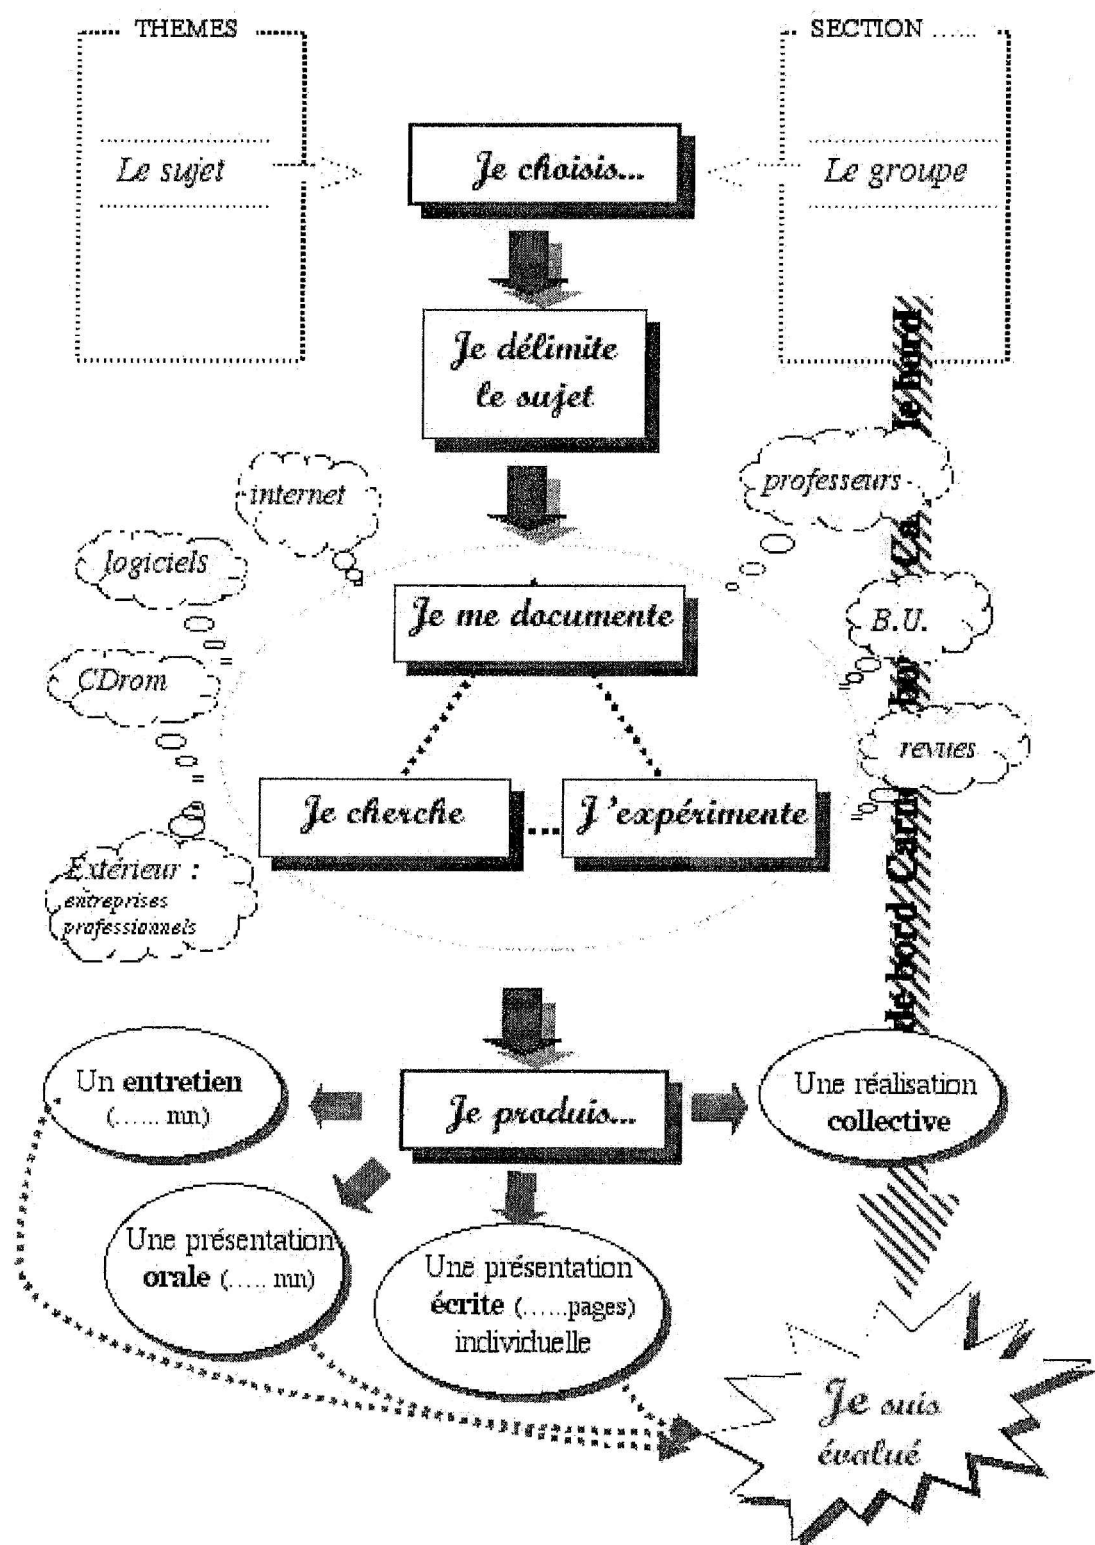 THEMES
SECTION ......
Le sujet
Je choisis...
Le groupe
Je délimite
le sujet
internet
professeurs
logiciels
Je me documente
B.U.
CDrom
revues
Je cherche
J'expérimente
Extérieur :
entreprises
professionnels
de bord
Un entretien
(...... mn)
Je produis...
Une réalisation
collective
Une présentation
orale (..... mn)
Une présentation
écrite (......pages)
individuelle
Je suis
évalué